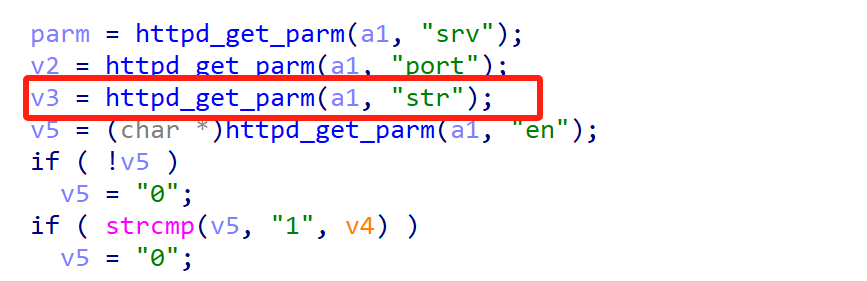 parm = httpd_get_parm(a1, "srv");
v2 = httpd_get_parm(a1, "port");
v3 = httpd_get_parm(a1, "str");
v5 = (char *)httpd_get_parm(a1, "en");
if ( !v5 )
v5 = "0";
if ( strcmp(v5, "1", v4) )
v5 = "0";